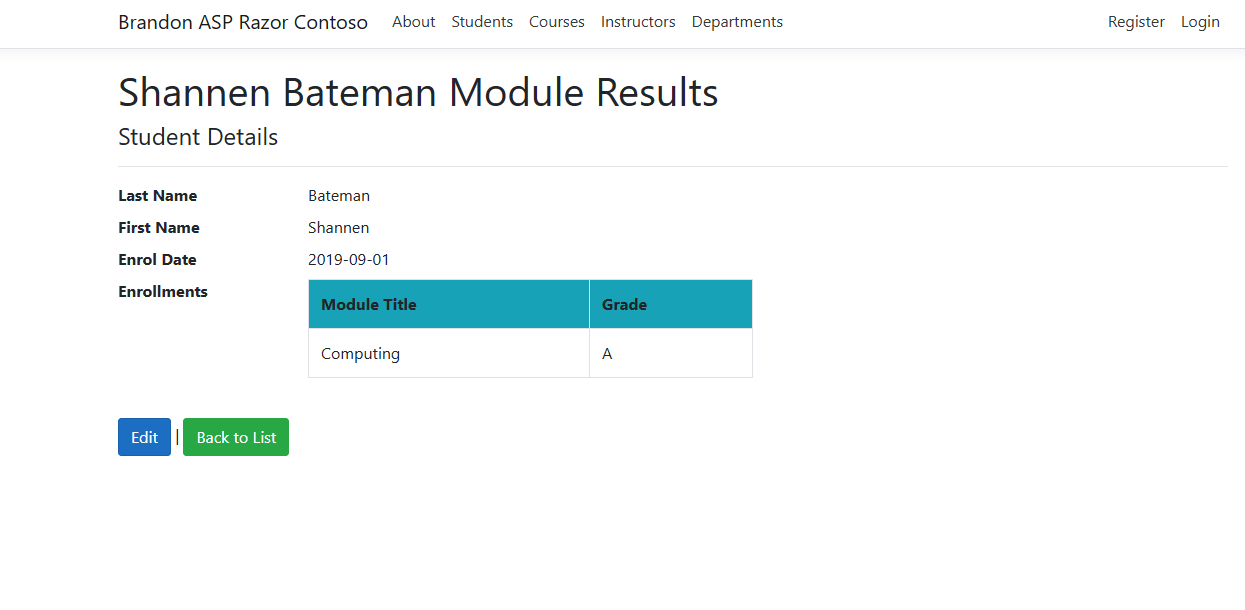 Brandon ASP Razor Contoso About Students Courses Instructors Departments Register Login
Shannen Bateman Module Results
Student Details
Last Name Bateman
First Name Shannen
Enrol Date 2019-09-01
Enrollments
Module Title Grade
Computing A
Edit | Back to List